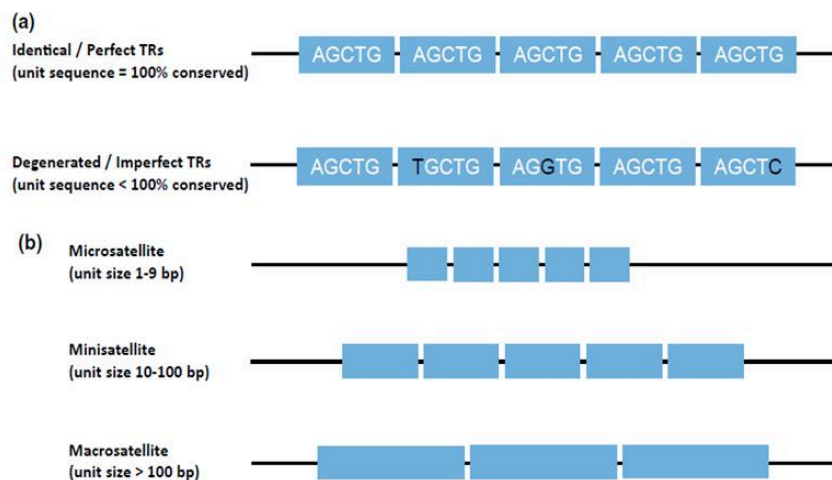 (a)
Identical / Perfect TRs
(unit sequence = 100% conserved)
AGCTG AGCTG AGCTG AGCTG AGCTG
Degenerated / Imperfect TRs
(unit sequence < 100% conserved)
AGCTG TGCTG AGGTG AGCTG AGCTC
(b)
Microsatellite
(unit size 1-9 bp)
Minisatellite
(unit size 10-100 bp)
Macrosatellite
(unit size > 100 bp)